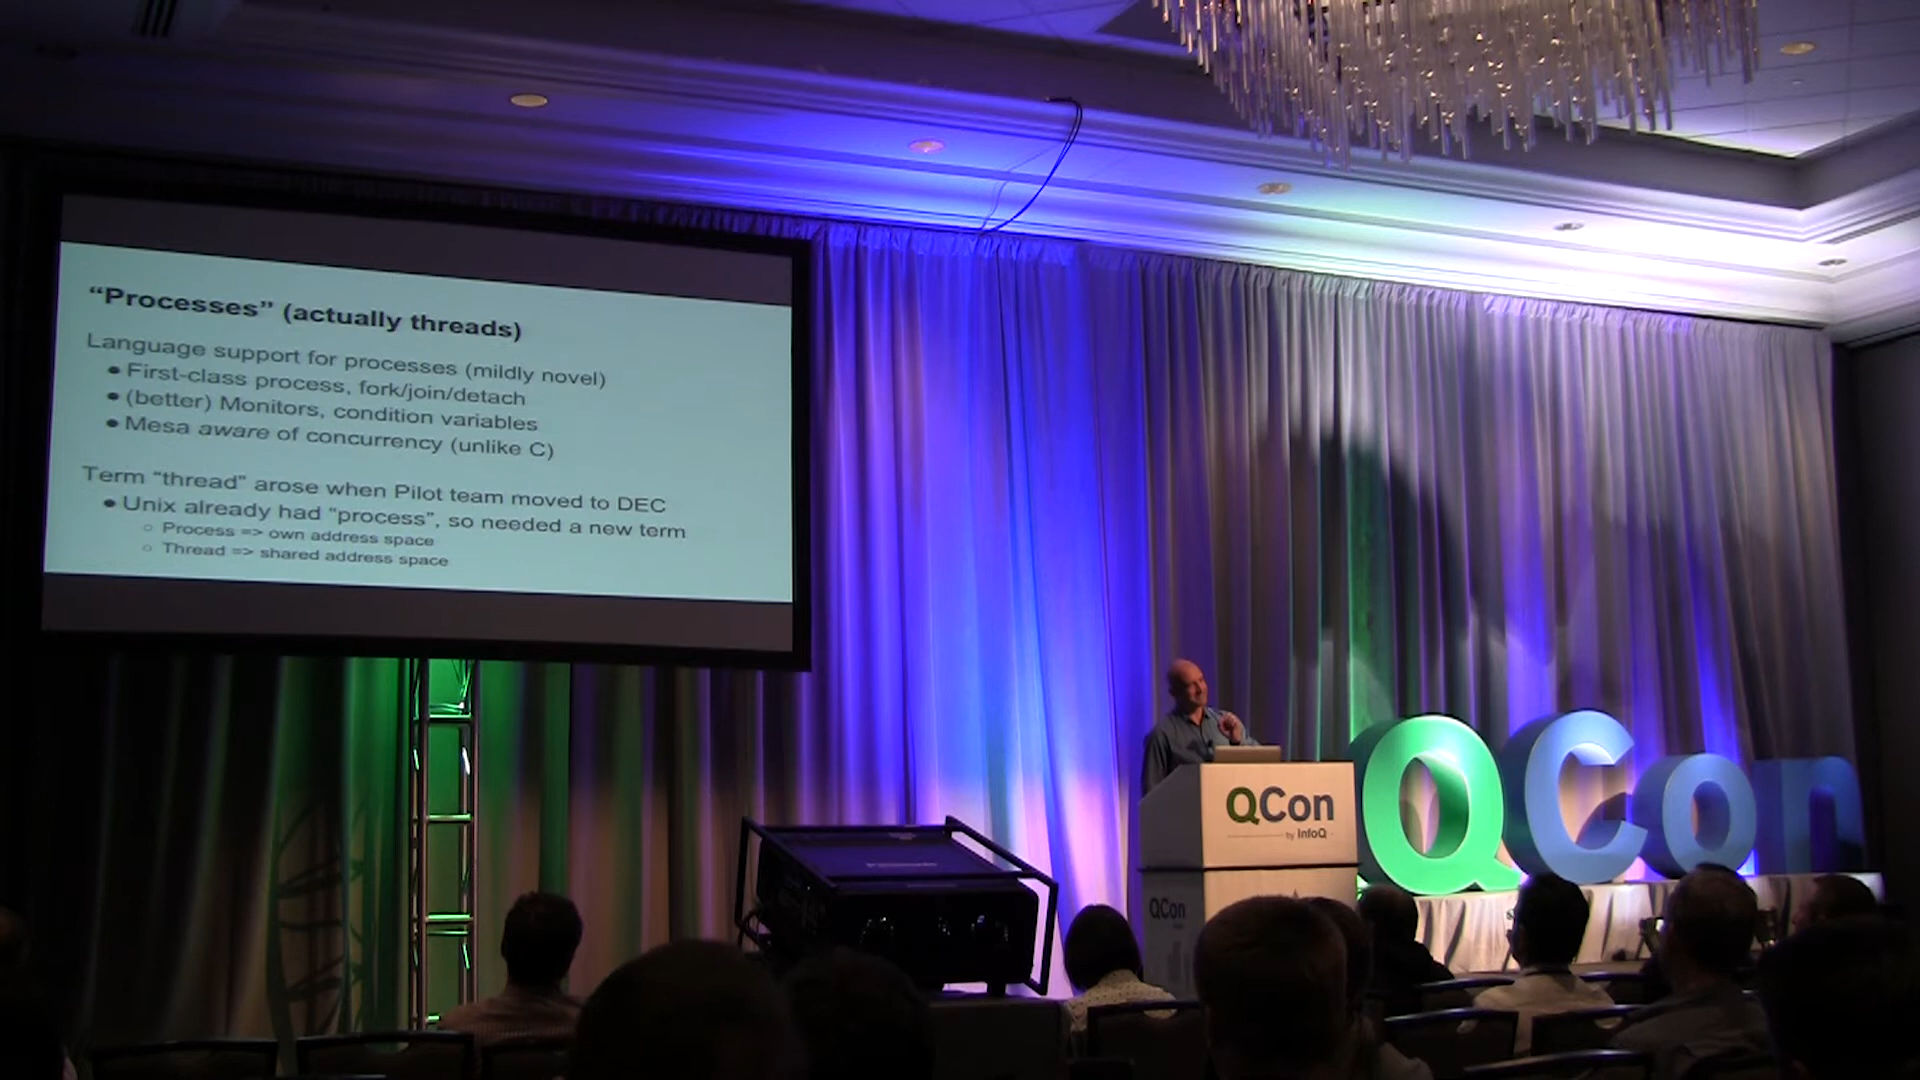 “Processes” (actually threads)
Language support for processes (mildly novel)
● First-class process, fork/join/detach
● (better) Monitors, condition variables
● Mesa aware of concurrency (unlike C)
Term “thread” arose when Pilot team moved to DEC
● Unix already had “process”, so needed a new term
○ Process => own address space
○ Thread => shared address space
QCon
by InfoQ
QCon
QCon